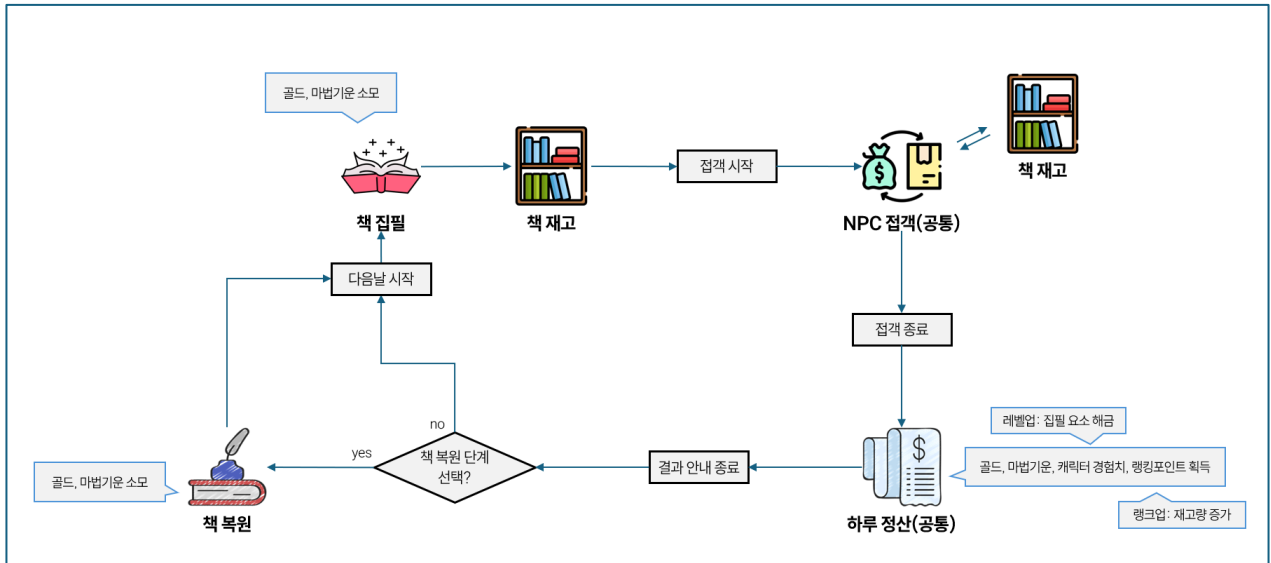 골드, 마법기운 소모
책 집필
책 재고
접객 시작
NPC 접객(공통)
책 재고
다음날 시작
접객 종료
레벨업: 집필 요소 해금
골드, 마법기운, 캐릭터 경험치, 랭킹포인트 획득
랭크업: 재고량 증가
$
하루 정산(공통)
결과 안내 종료
책 복원 단계
선택?
no
yes
골드, 마법기운 소모
책 복원
$